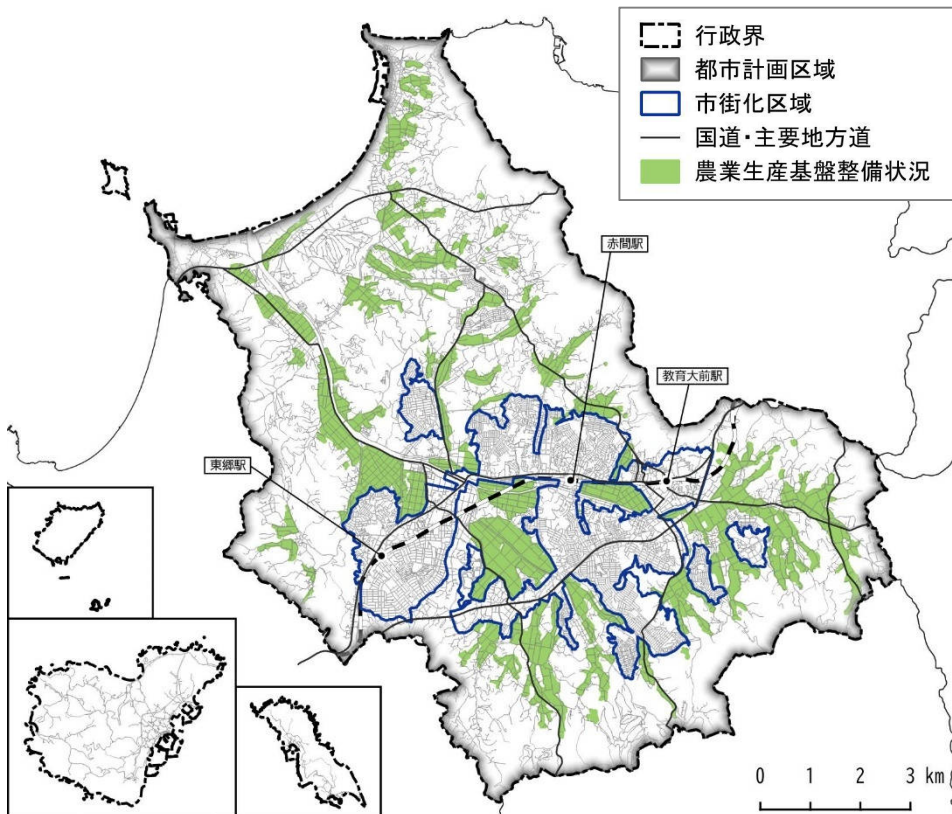 行政界
都市計画区域
市街化区域
国道・主要地方道
農業生産基盤整備状況
赤間駅
教育大前駅
東郷駅
0 1 2 3 km